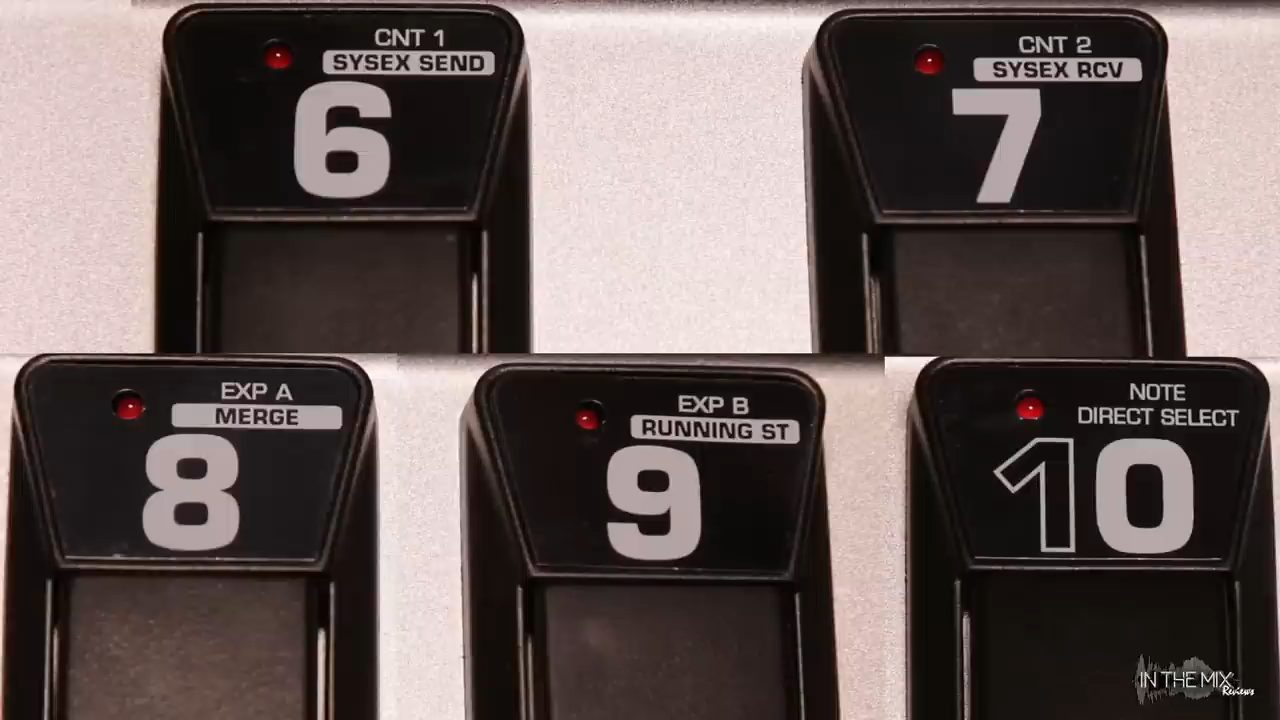 CNT 1
SYSEX SEND
6
CNT 2
SYSEX RCV
7
EXP A
MERGE
8
EXP B
RUNNING ST
9
NOTE
DIRECT SELECT
10
IN THE MIX
Reviews